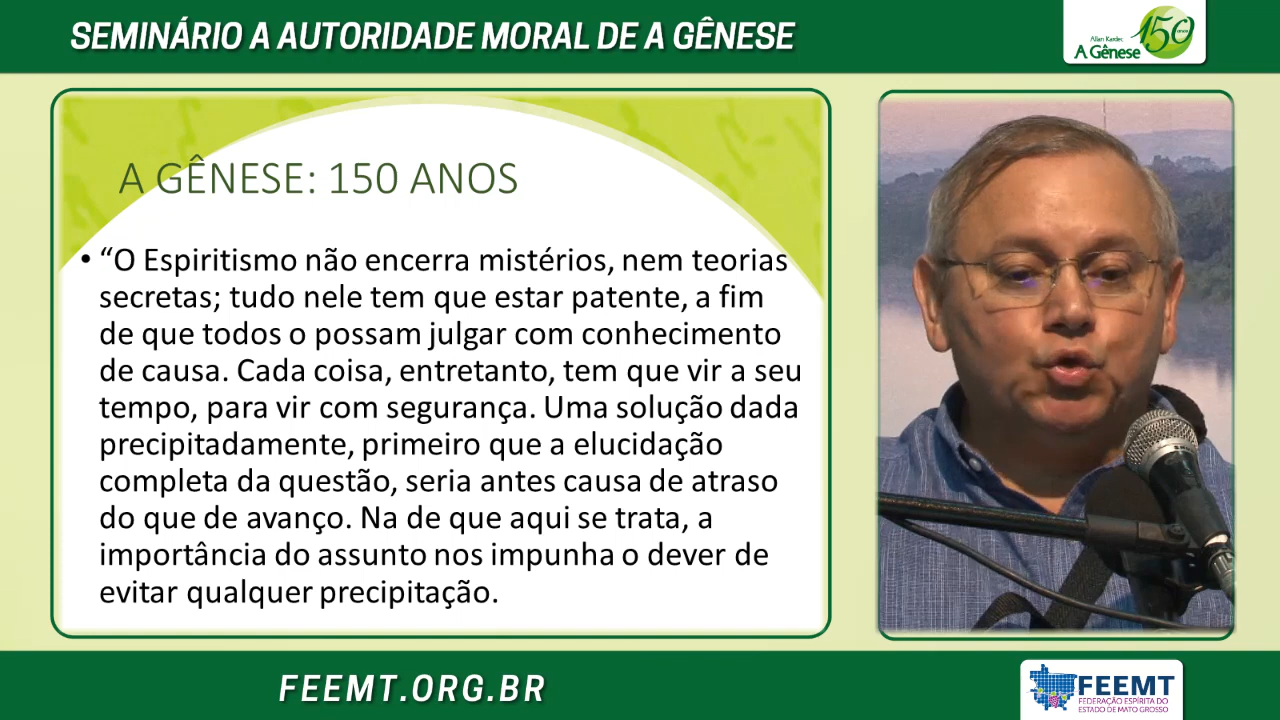 SEMINÁRIO A AUTORIDADE MORAL DE A GÊNESE
Allan Kardec
A Gênese
150
anos
A GÊNESE: 150 ANOS
• “O Espiritismo não encerra mistérios, nem teorias
secretas; tudo nele tem que estar patente, a fim
de que todos o possam julgar com conhecimento
de causa. Cada coisa, entretanto, tem que vir a seu
tempo, para vir com segurança. Uma solução dada
precipitadamente, primeiro que a elucidação
completa da questão, seria antes causa de atraso
do que de avanço. Na de que aqui se trata, a
importância do assunto nos impunha o dever de
evitar qualquer precipitação.
FEEMT.ORG.BR
FEEMT
FEDERAÇÃO ESPÍRITA DO
ESTADO DE MATO GROSSO